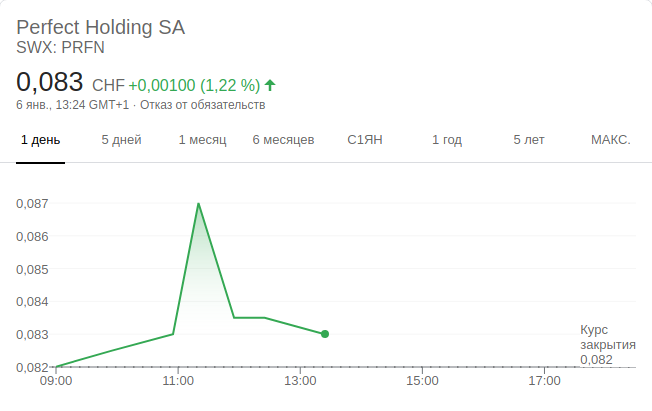 Perfect Holding SA
SWX: PRFN
0,083 CHF +0,00100 (1,22 %)
6 янв., 13:24 GMT+1 · Отказ от обязательств
1 день 5 дней 1 месяц 6 месяцев С1ЯН 1 год 5 лет МАКС.
0,087
0,086
0,085
0,084
0,083
Курс
закрытия
0,082
0,082
09:00 11:00 13:00 15:00 17:00